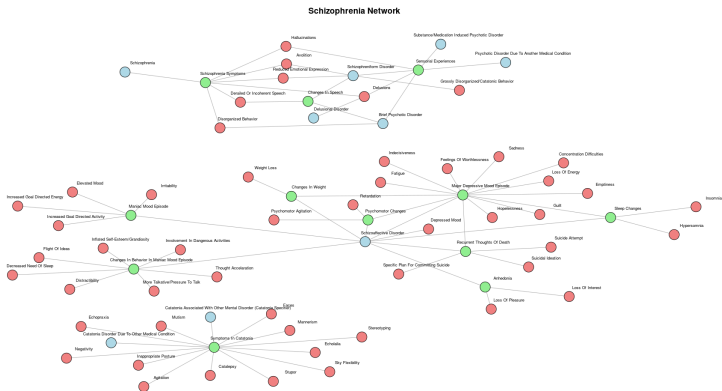 Schizophrenia Network
Substance/Medication Induced Psychotic Disorder
Hallucinations
Avolition
Psychotic Disorder Due To Another Medical Condition
Schizophrenia
Reduced Emotional Expression
Schizophreniform Disorder
Sensorial Experiences
Schizophrenia Symptoms
Grossly Disorganized/Catatonic Behavior
Derailed Or Incoherent Speech
Changes In Speech
Delusions
Delusional Disorder
Disorganized Behavior
Brief Psychotic Disorder
Indecisiveness
Sadness
Feelings Of Worthlessness
Concentration Difficulties
Weight Loss
Fatigue
Loss Of Energy
Elevated Mood
Irritability
Changes In Weight
Major Depressive Mood Episode
Emptiness
Increased Goal Directed Energy
Retardation
Insomnia
Increased Goal Directed Activity
Manic Mood Episode
Psychomotor Agitation
Psychomotor Changes
Hopelessness
Guilt
Sleep Changes
Depressed Mood
Hypersomnia
Inflated Self-Esteem/Grandiosity
Involvement In Dangerous Activities
Schizoaffective Disorder
Recurrent Thoughts Of Death
Suicide Attempt
Flight Of Ideas
Changes In Behavior In Manic Mood Episode
Suicidal Ideation
Decreased Need Of Sleep
Distractibility
More Talkative/Pressure To Talk
Thought Acceleration
Specific Plan For Committing Suicide
Anhedonia
Loss Of Interest
Loss Of Pleasure
Catatonia Associated With Other Mental Disorder (Catatonia Specifier)
Echopraxia
Mutism
Mannerism
Catatonia Disorder Due To Other Medical Condition
Symptoms In Catatonia
Stereotyping
Negativity
Inappropriate Posture
Echolalia
Agitation
Catalepsy
Stupor
Waxy Flexibility